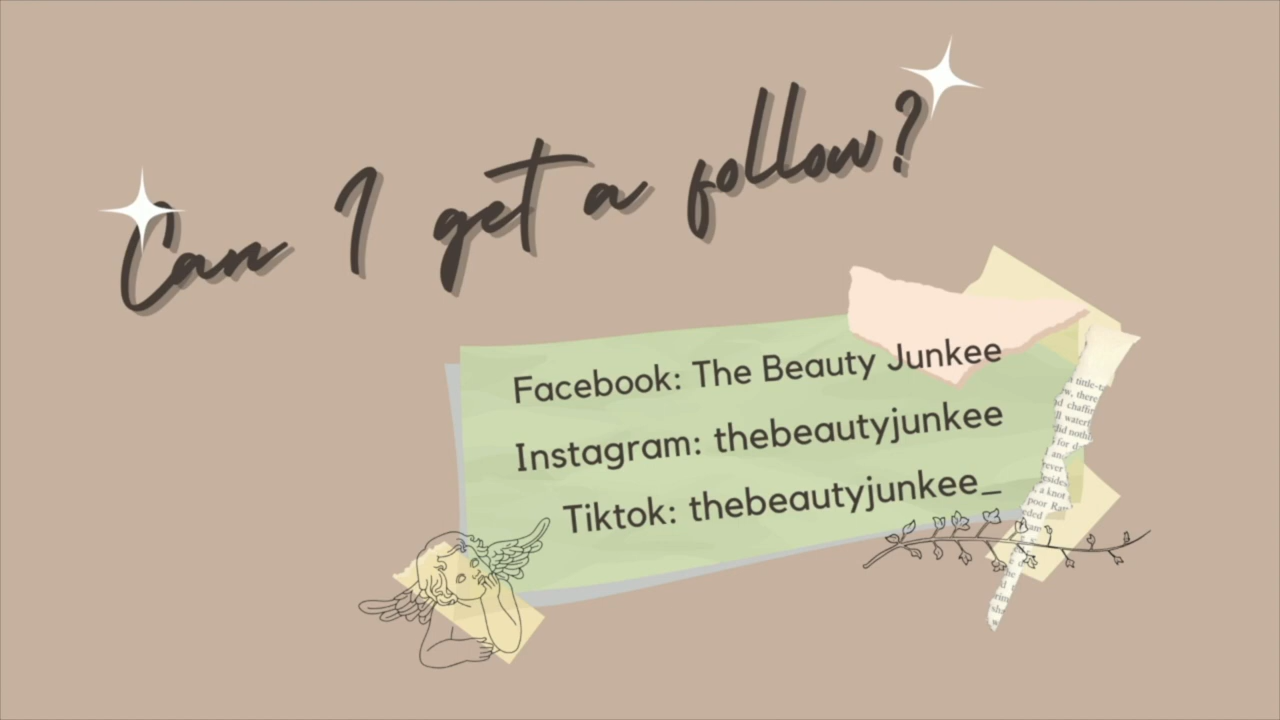 Can I get a follow?
Facebook: The Beauty Junkee
Instagram: thebeautyjunkee
Tiktok: thebeautyjunkee_